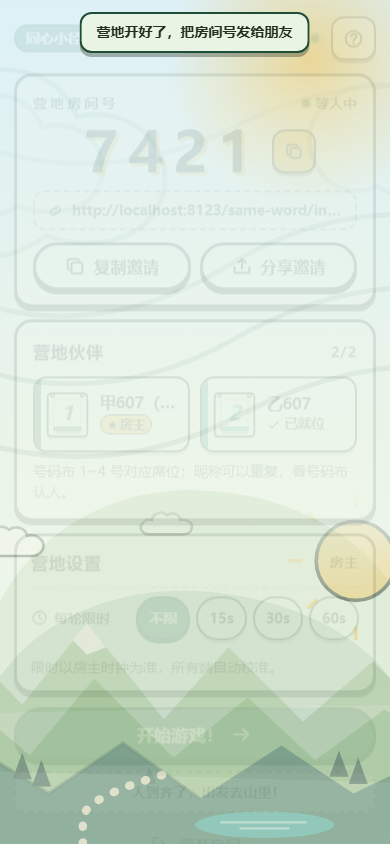 营地开好了，把房间号发给朋友
同心小径
营地房间号
等人中
7421
http://localhost:8123/same-word/in...
复制邀请
分享邀请
营地伙伴
2/2
1
甲607（...
房主
2
乙607
已就位
号码布 1-4 号对应席位；昵称可以重复，看号码布
认人。
营地设置
房主
每轮限时
不限
15s
30s
60s
限时以房主时钟为准，所有端自动校准。
开始游戏！
人到齐了，出发去山里！